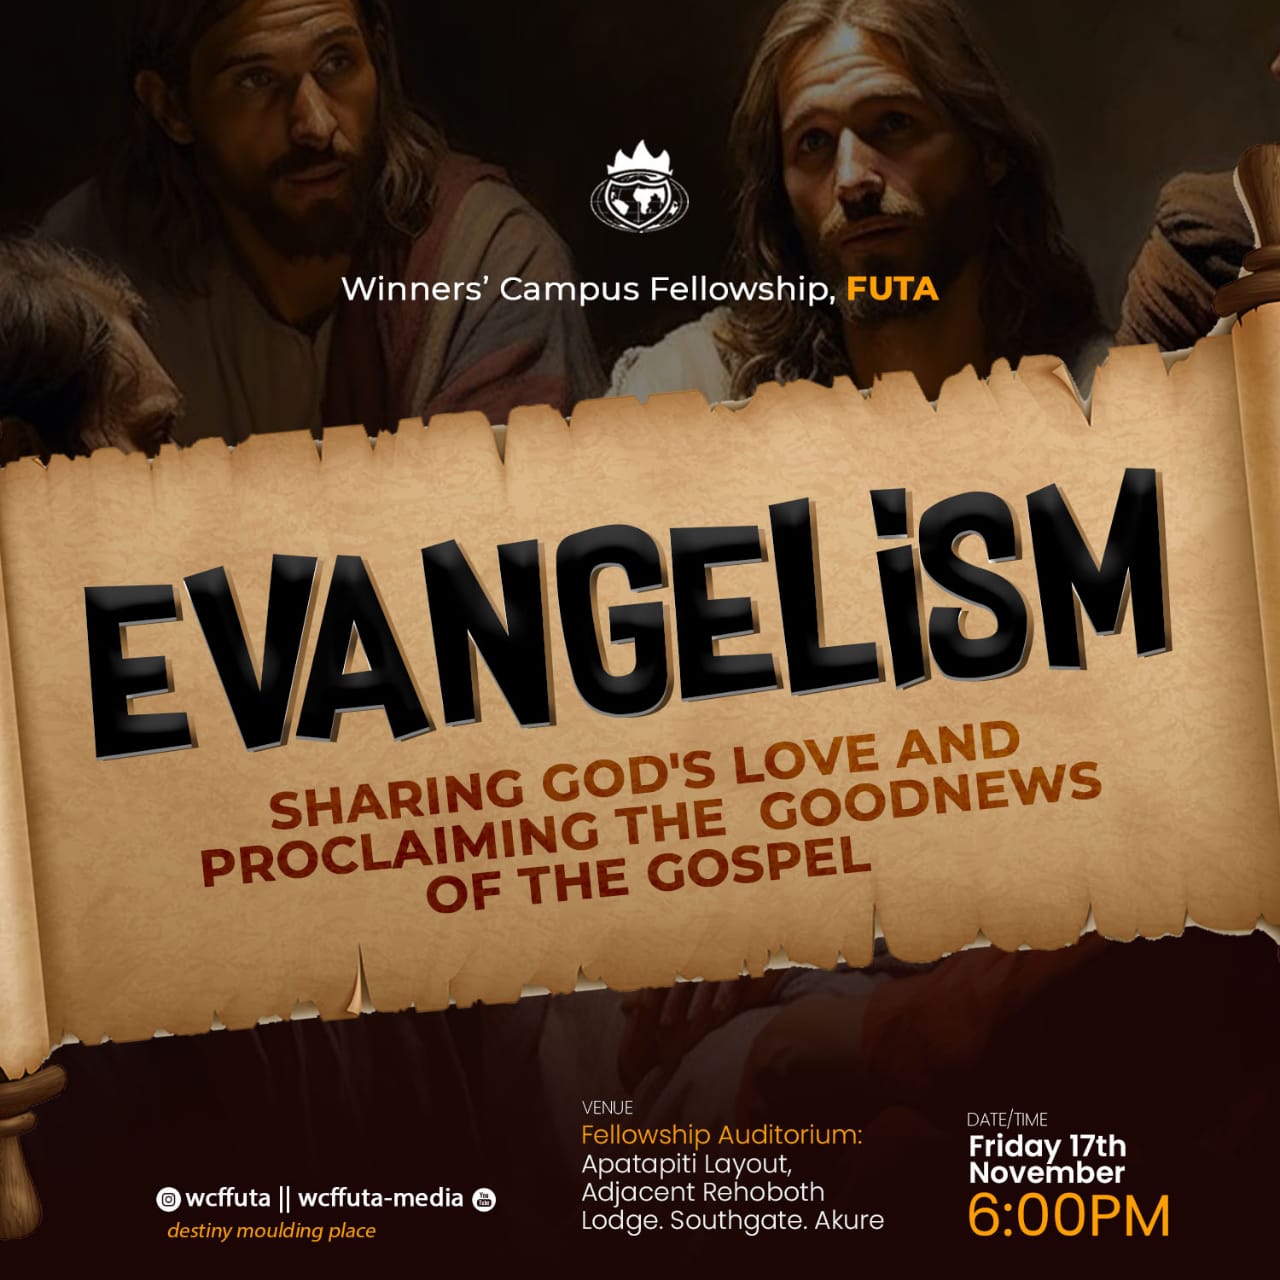 Winners’ Campus Fellowship, FUTA
EVANGELiSM
SHARING GOD'S LOVE AND
PROCLAIMING THE GOODNEWS
OF THE GOSPEL
VENUE
Fellowship Auditorium:
Apatapiti Layout,
Adjacent Rehoboth
Lodge. Southgate. Akure
DATE/TIME
Friday 17th
November
6:00PM
wcffuta || wcffuta-media You Tube
destiny moulding place